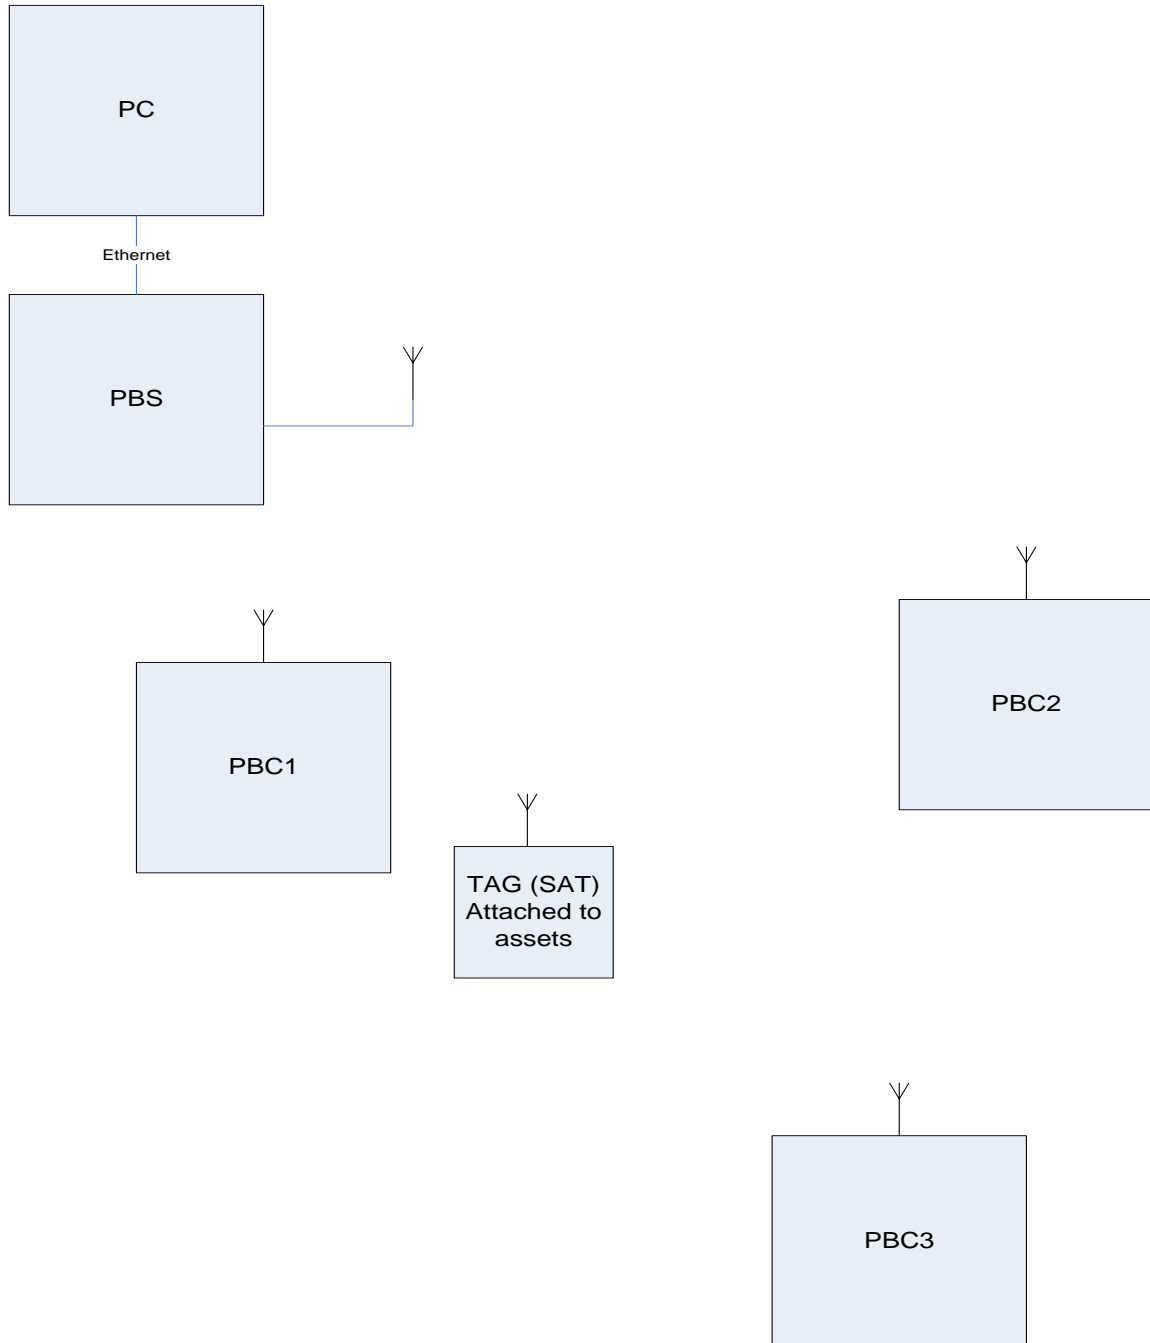 PC
Ethernet
PBS
PBC2
PBC1
TAG (SAT)
Attached to
assets
PBC3